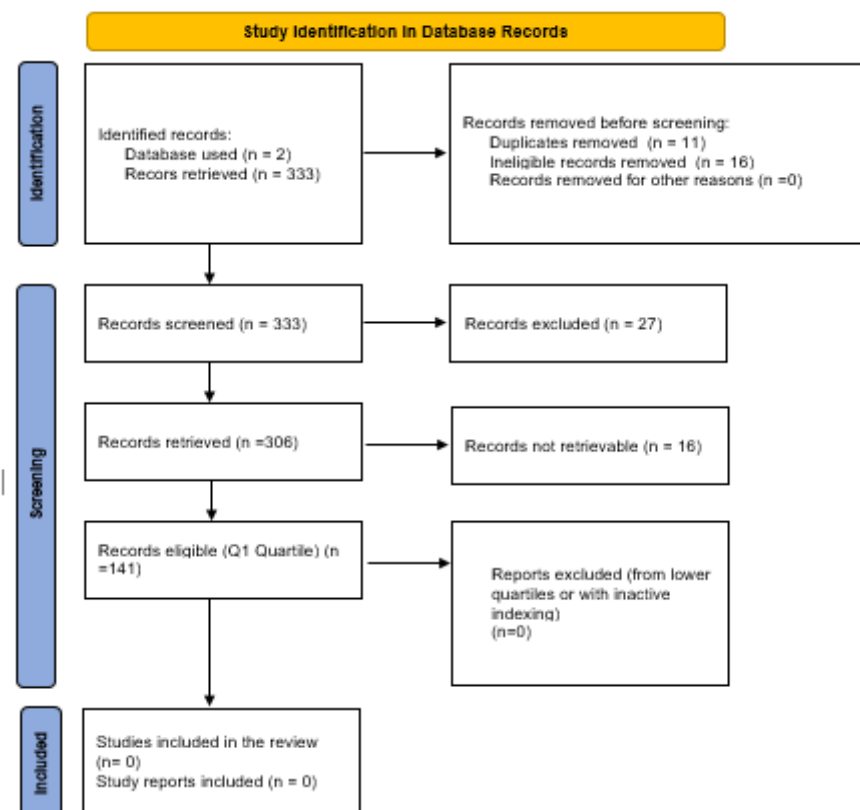 Study Identification in Database Records
Identification
Identified records:
Database used (n = 2)
Recors retrieved (n = 333)
Records removed before screening:
Duplicates removed  (n = 11)
Ineligible records removed  (n = 16)
Records removed for other reasons (n =0)
Screening
Records screened (n = 333)
Records excluded (n = 27)
Records retrieved (n =306)
Records not retrievable (n = 16)
Records eligible (Q1 Quartile) (n
=141)
Reports excluded (from lower
quartiles or with inactive
indexing)
(n=0)
Included
Studies included in the review
(n= 0)
Study reports included (n = 0)